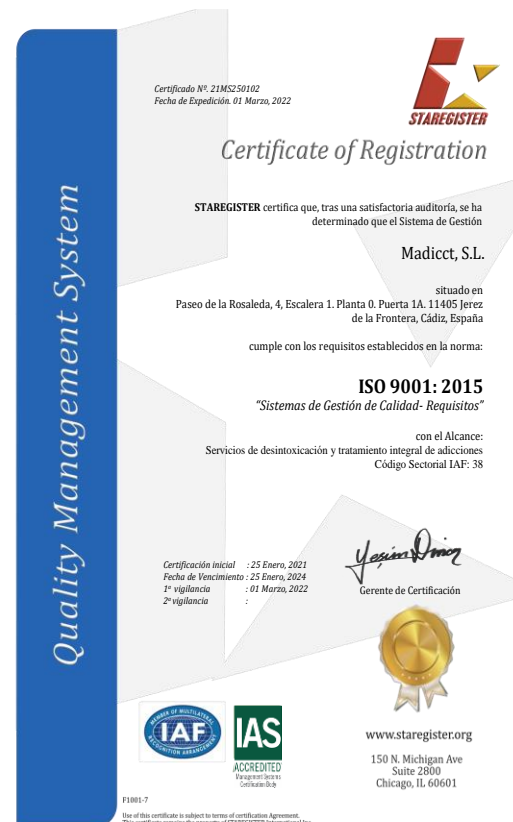 Quality Management System
Certificado Nº. 21MS250102
Fecha de Expedición. 01 Marzo, 2022
STAREGISTER
Certificate of Registration
STAREGISTER certifica que, tras una satisfactoria auditoría, se ha
determinado que el Sistema de Gestión
Madicct, S.L.
situado en
Paseo de la Rosaleda, 4, Escalera 1. Planta 0. Puerta 1A. 11405 Jerez
de la Frontera, Cádiz, España
cumple con los requisitos establecidos en la norma:
ISO 9001: 2015
“Sistemas de Gestión de Calidad- Requisitos”
con el Alcance:
Servicios de desintoxicación y tratamiento integral de adicciones
Código Sectorial IAF: 38
Certificación inicial : 25 Enero, 2021
Fecha de Vencimiento : 25 Enero, 2024
1ª vigilancia : 01 Marzo, 2022
2ª vigilancia :
Gerente de Certificación
MEMBER OF MULTILATERAL
IAF
RECOGNITION ARRANGEMENT
IAS
ACCREDITED
Management Systems
Certification Body
www.staregister.org
150 N. Michigan Ave
Suite 2800
Chicago, IL 60601
F1001-7
Use of this certificate is subject to terms of certification Agreement.